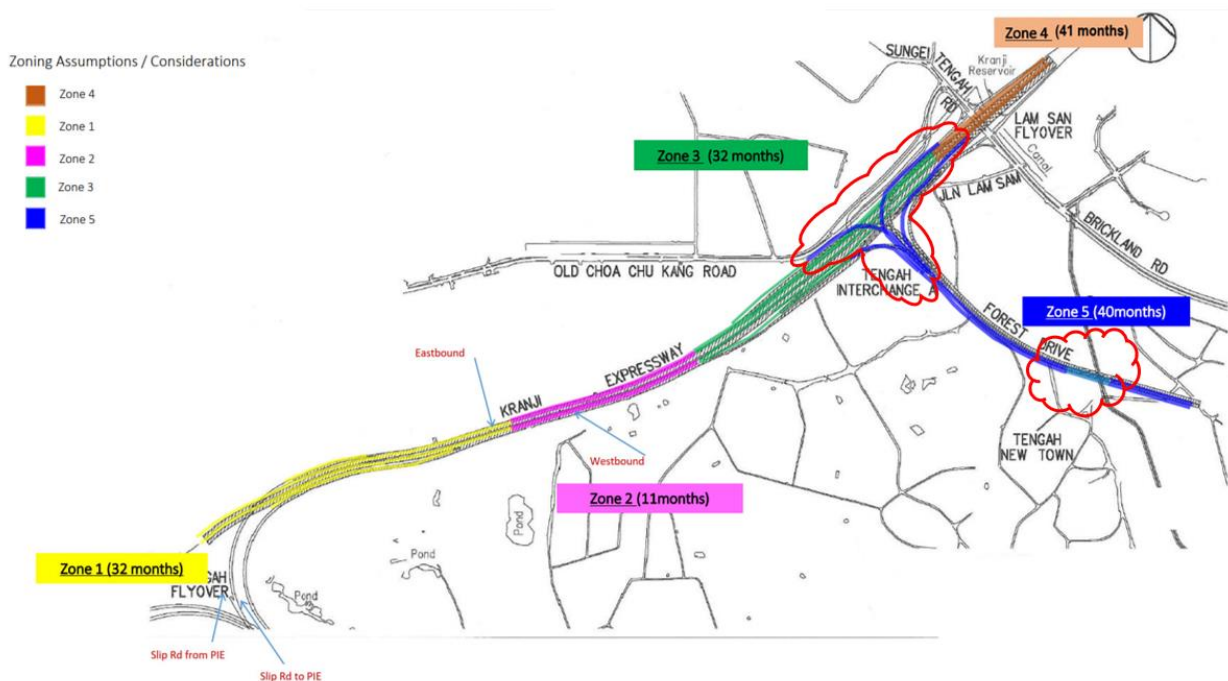 Zoning Assumptions / Considerations
Zone 4
Zone 1
Zone 2
Zone 3
Zone 5
Zone 4 (41 months)
SUNGEI TENGAH RD
Kranji
Reservoir
LAM SAN
FLYOVER
Canal
Zone 3 (32 months)
JLN LAM SAM
BRICKLAND RD
OLD CHOA CHU KANG ROAD
TENGAH
INTERCHANGE A
Zone 5 (40months)
FOREST DRIVE
Eastbound
KRANJI EXPRESSWAY
Westbound
TENGAH
NEW TOWN
Zone 2 (11months)
Pond
Pond
Pond
Zone 1 (32 months)
GAH
FLYOVER
Slip Rd from PIE
Slip Rd to PIE